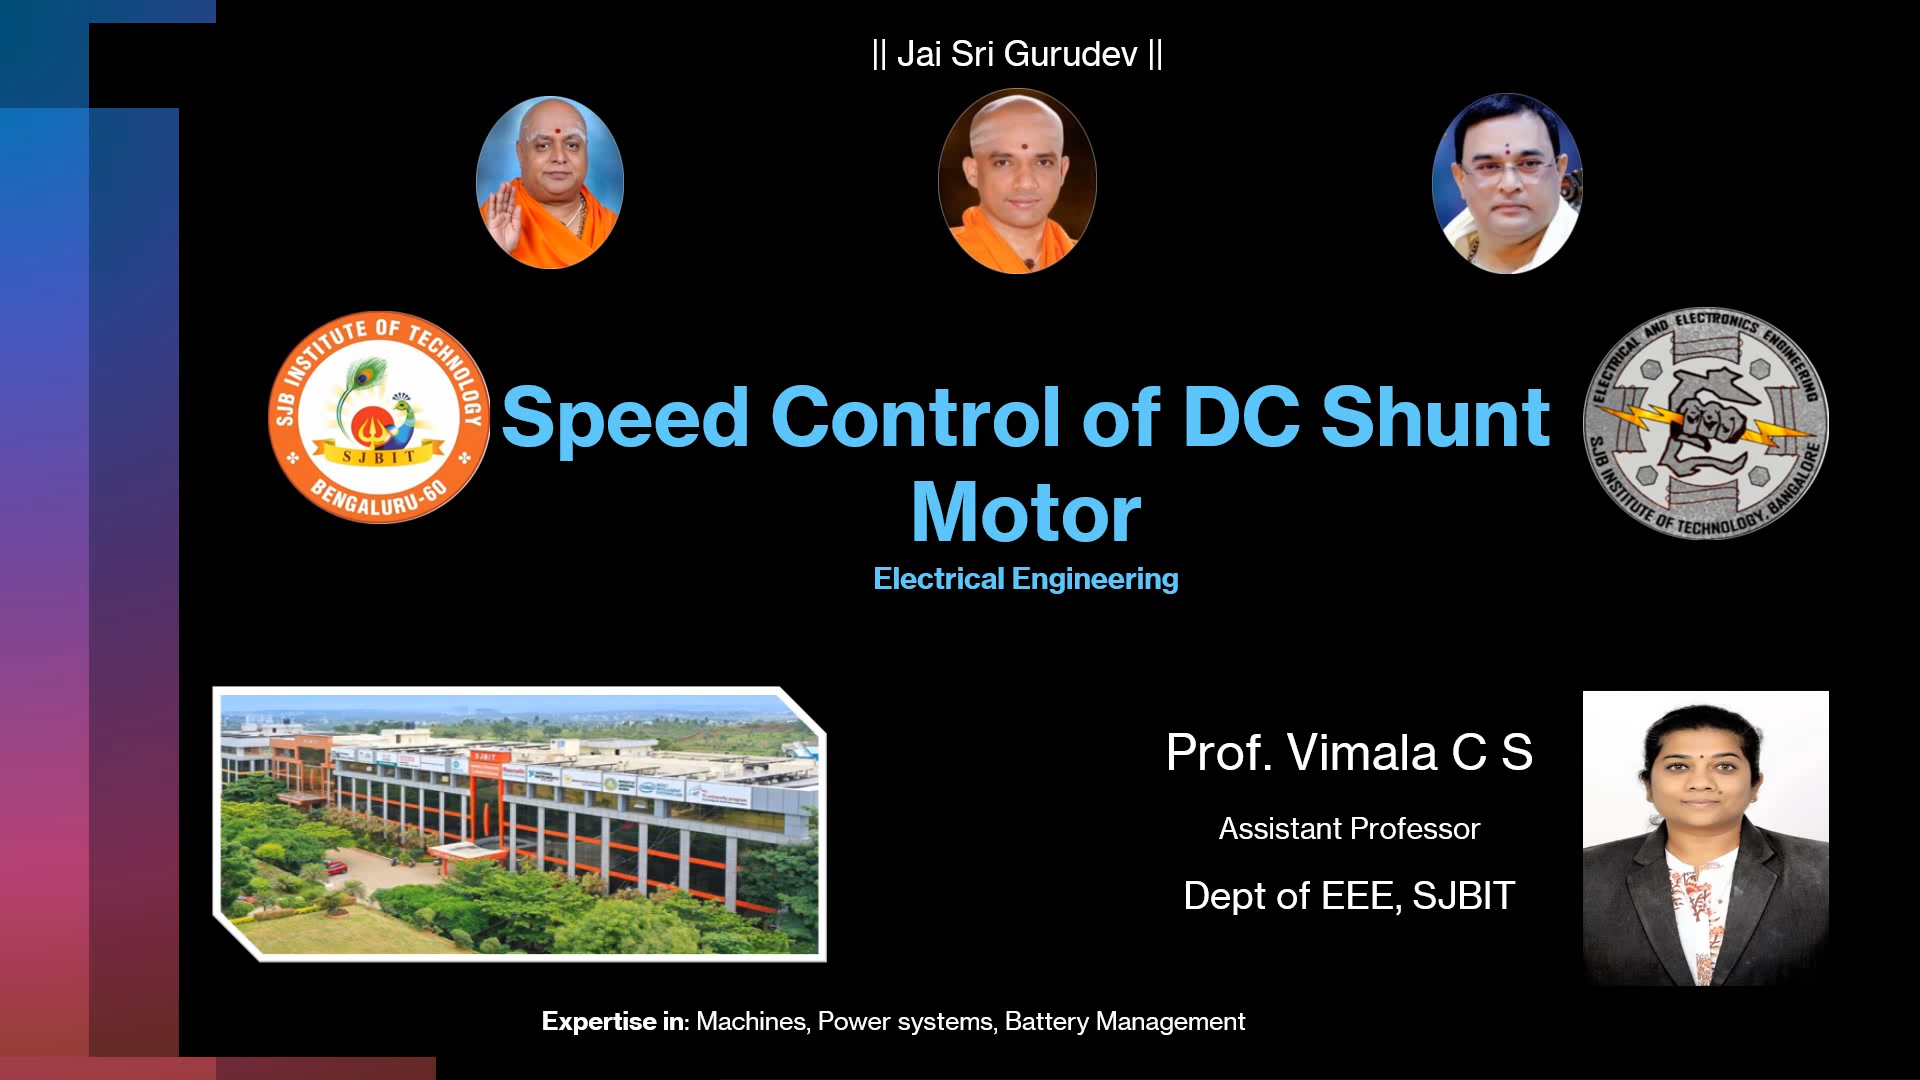 || Jai Sri Gurudev ||
SJB INSTITUTE OF TECHNOLOGY
SJBIT
BENGALURU-60
Speed Control of DC Shunt
Motor
Electrical Engineering
ELECTRICAL AND ELECTRONICS ENGINEERING
SJB INSTITUTE OF TECHNOLOGY, BANGALORE
SJBIT
Prof. Vimala C S
Assistant Professor
Dept of EEE, SJBIT
Expertise in: Machines, Power systems, Battery Management